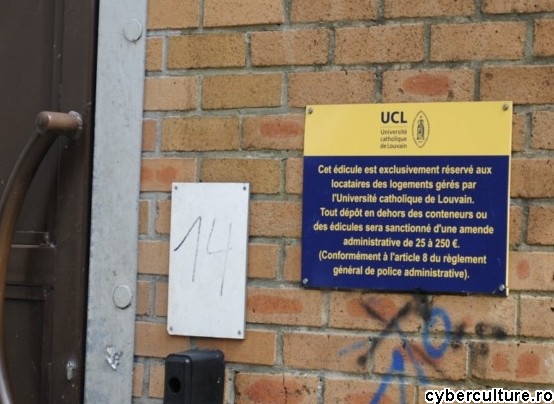 UCL
Université
catholique
de Louvain
Cet édicule est exclusivement réservé aux
locataires des logements gérés par
l'Université catholique de Louvain.
Tout dépôt en dehors des conteneurs ou
des édicules sera sanctionné d'une amende
administrative de 25 à 250 €.
(Conformément à l'article 8 du règlement
général de police administrative).
14
cyberculture.ro